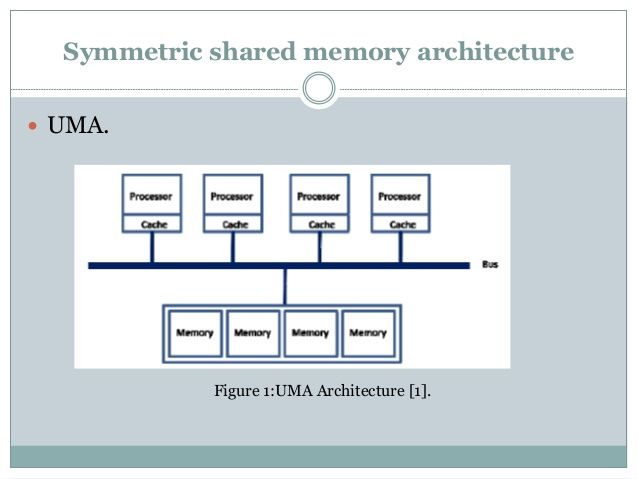 Symmetric shared memory architecture
• UMA.
Processor Processor Processor Processor
Cache Cache Cache Cache
Bus
Memory Memory Memory Memory
Figure 1:UMA Architecture [1].